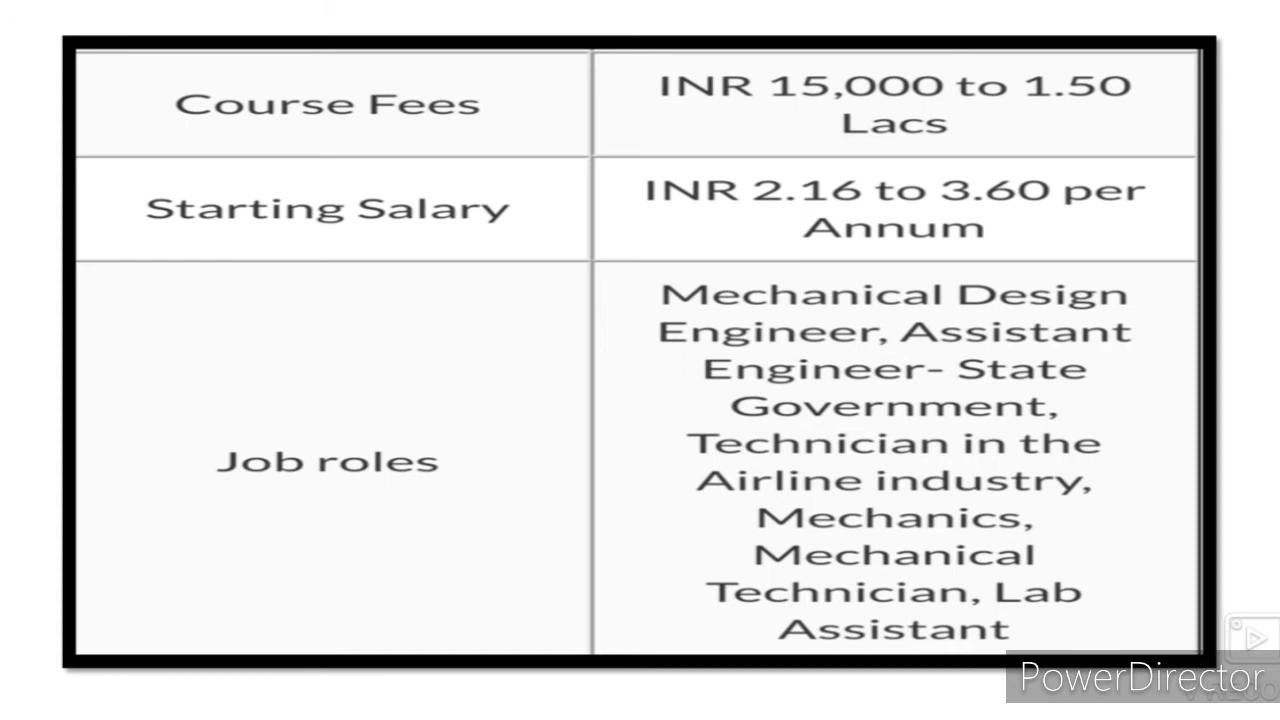 Course Fees
INR 15,000 to 1.50
Lacs
Starting Salary
INR 2.16 to 3.60 per
Annum
Job roles
Mechanical Design
Engineer, Assistant
Engineer- State
Government,
Technician in the
Airline industry,
Mechanics,
Mechanical
Technician, Lab
Assistant
PowerDirector